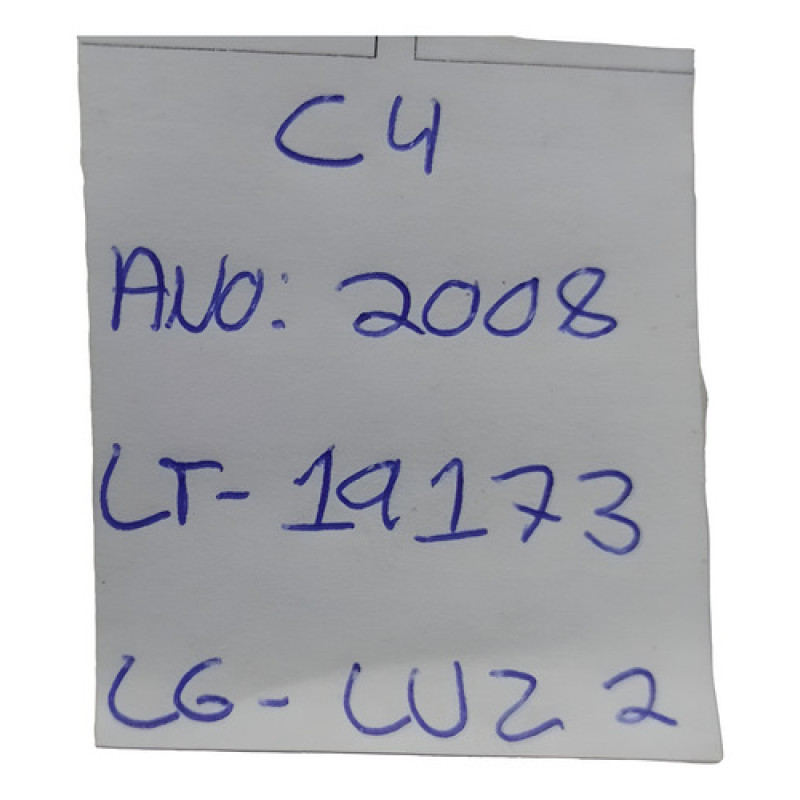 C4
ANO: 2008
LT-19173
LG-LUZ 2